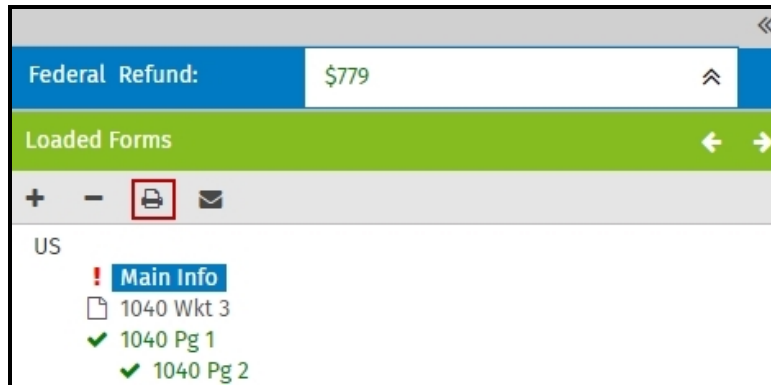 Federal Refund: $779
Loaded Forms
US
! Main Info
1040 Wkt 3
1040 Pg 1
1040 Pg 2